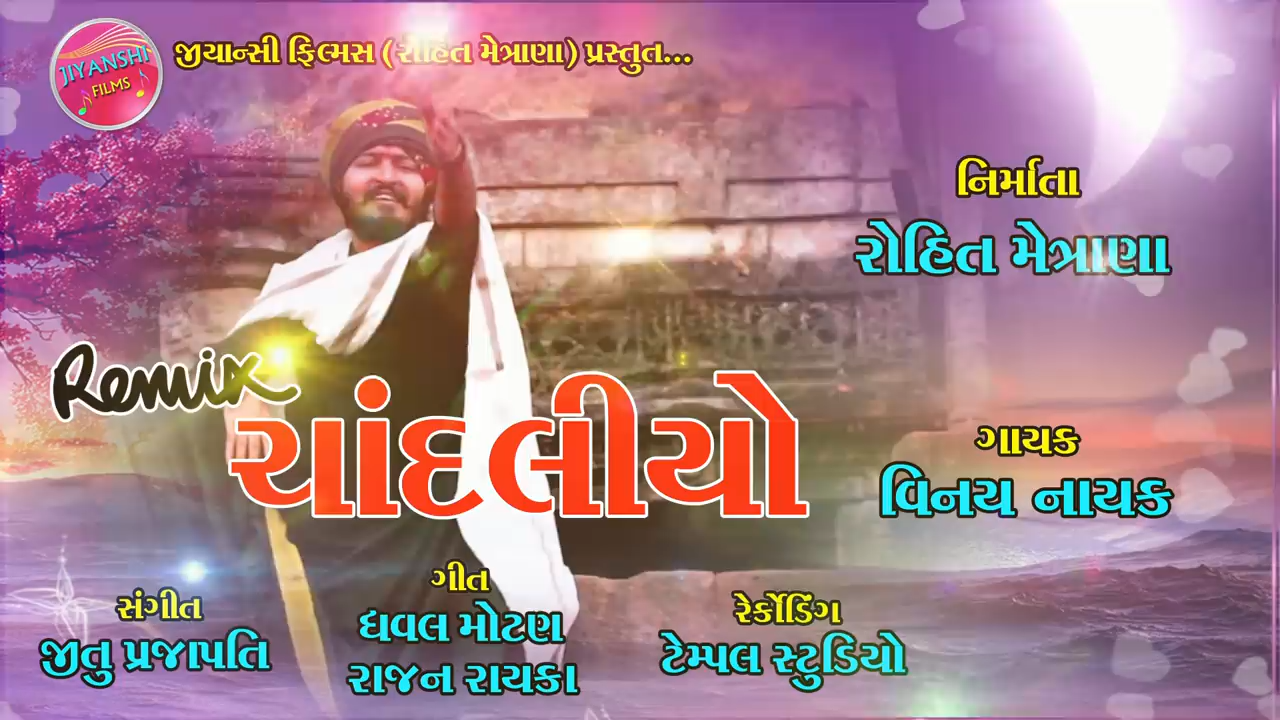 JIYANSHI
FILMS
જીયાન્સી ફિલ્મસ (રોહિત મેત્રાણા) પ્રસ્તુત...
નિર્માતા
રોહિત મેત્રાણા
Remix
ચાંદલીયો
ગાયક
વિનય નાયક
સંગીત
જીતુ પ્રજાપતિ
ગીત
ધવલ મોટણ
રાજન રાયકા
રેર્કોડિંગ
ટેમ્પલ સ્ટુડિયો